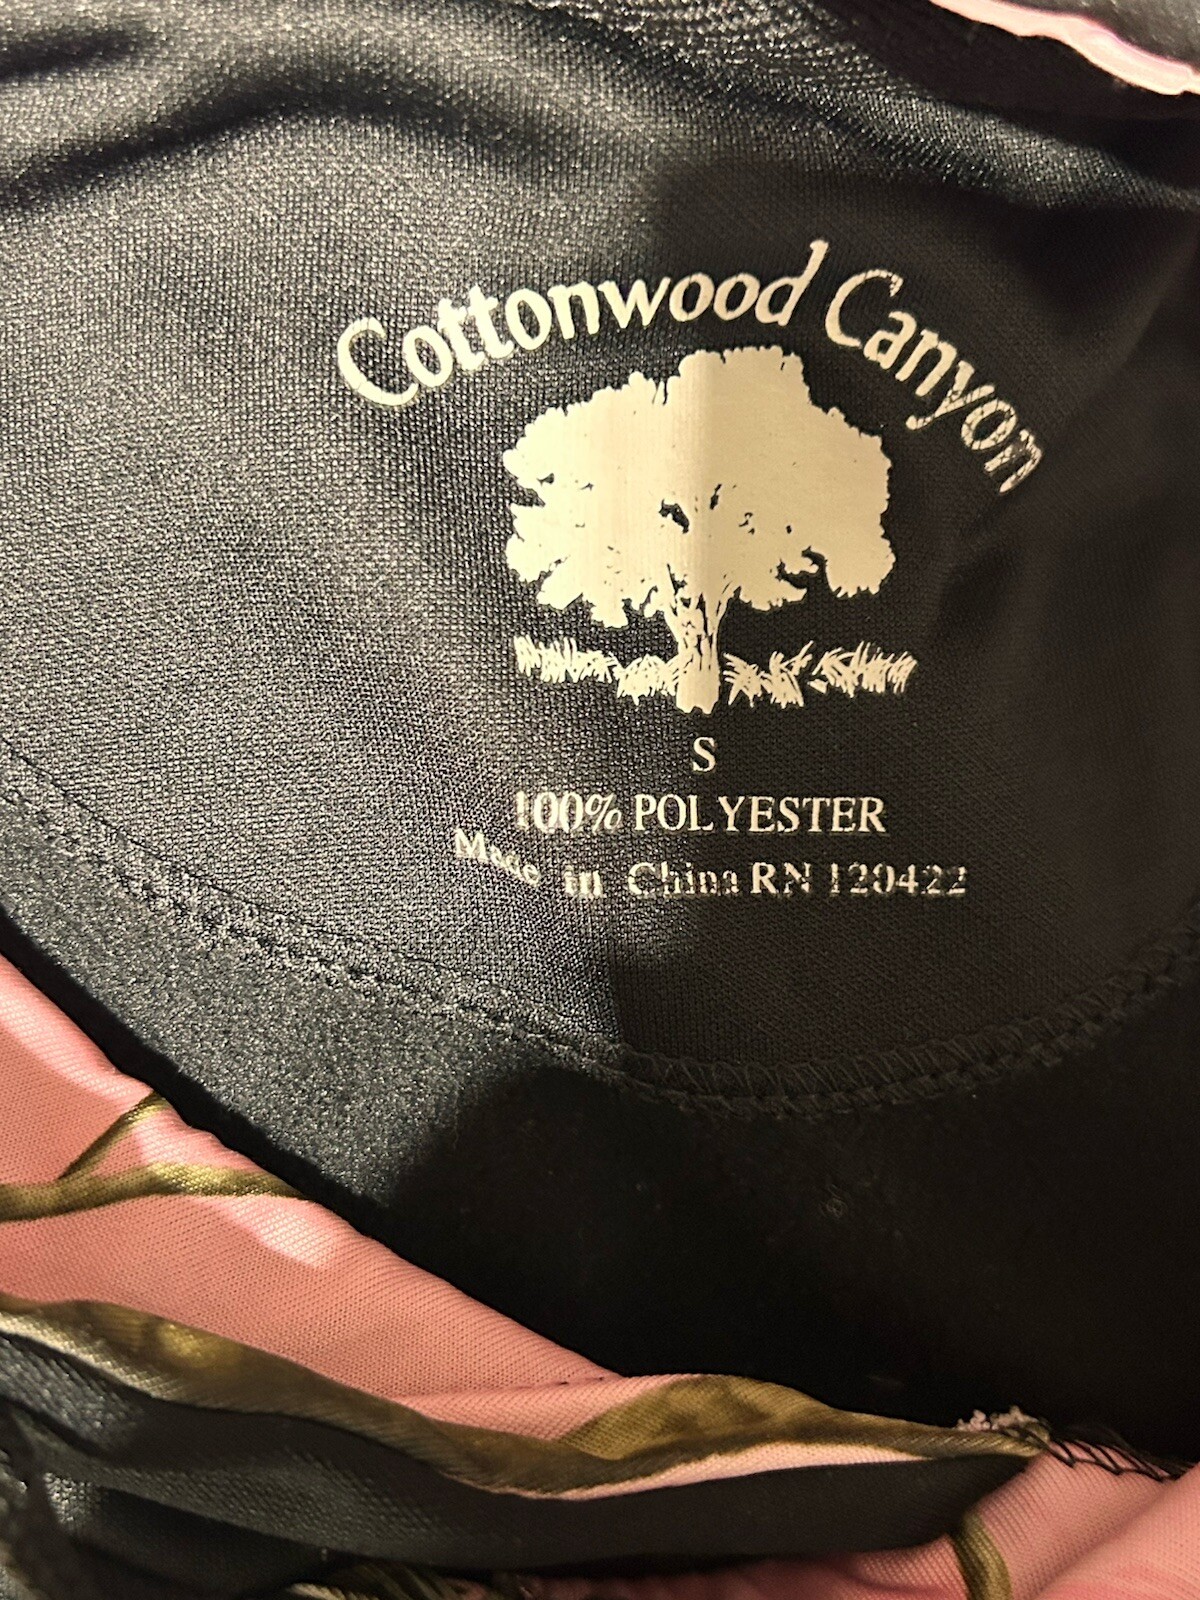 Cottonwood Canyon
S
100% POLYESTER
Made in China RN 120422